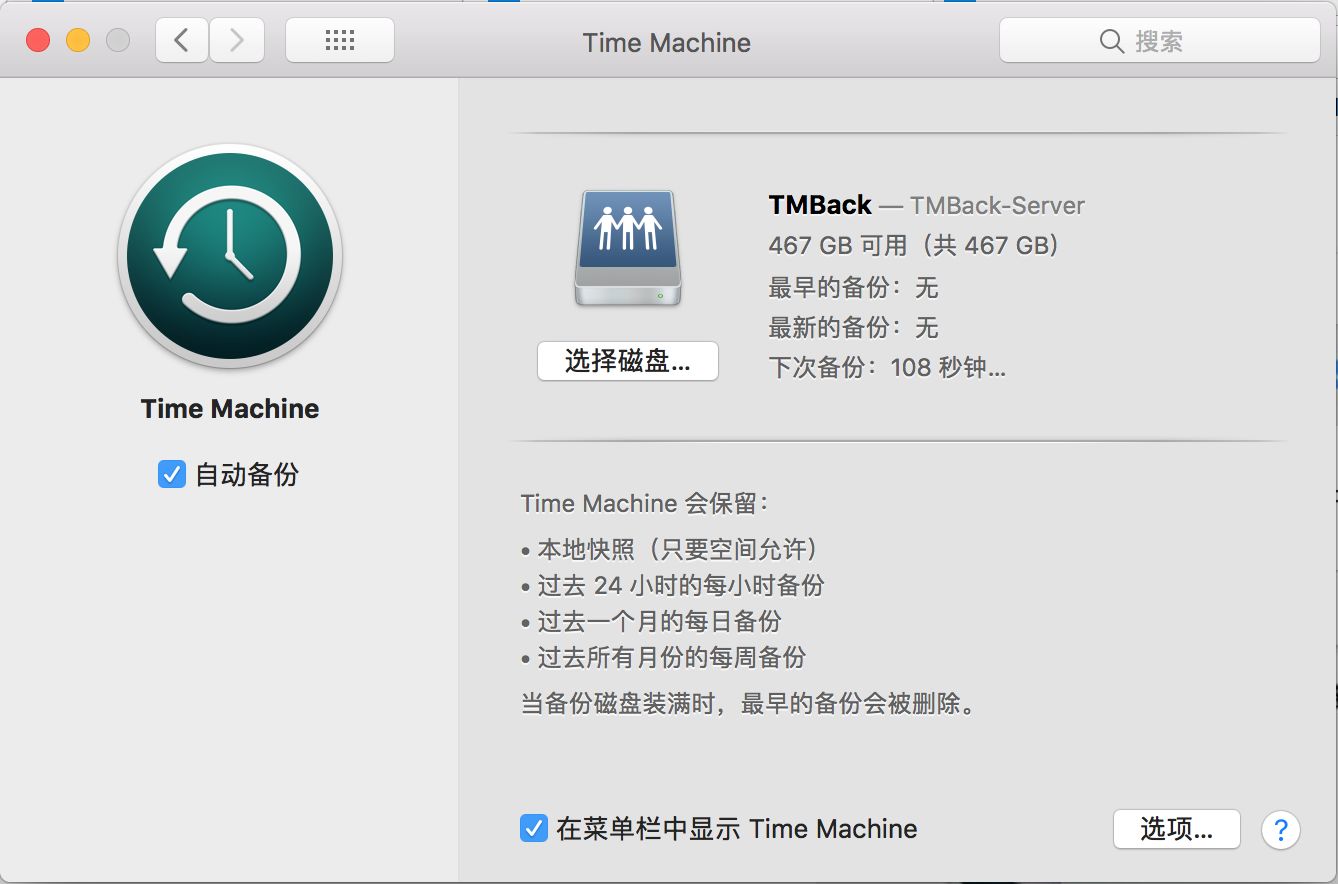 Time Machine
搜索
Time Machine
自动备份
TMBack — TMBack-Server
467 GB 可用（共 467 GB）
最早的备份：无
最新的备份：无
下次备份：108 秒钟...
选择磁盘...
Time Machine 会保留：
• 本地快照（只要空间允许）
• 过去 24 小时的每小时备份
• 过去一个月的每日备份
• 过去所有月份的每周备份
当备份磁盘装满时，最早的备份会被删除。
在菜单栏中显示 Time Machine
选项...
?